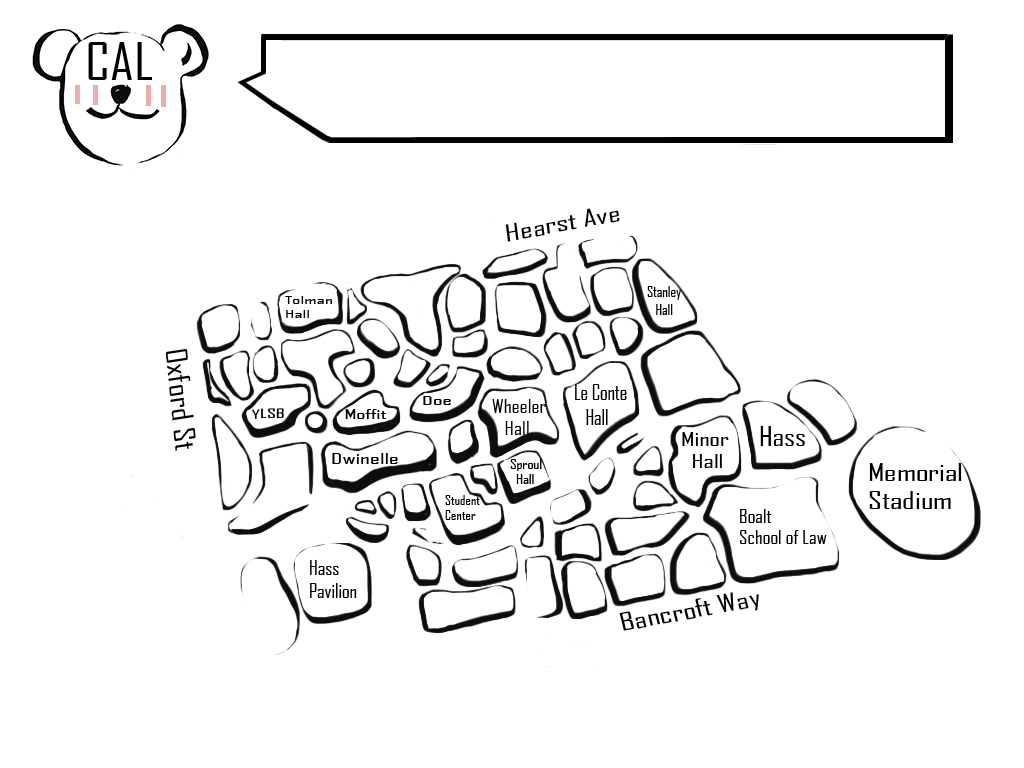 CAL
Hearst Ave
Stanley
Hall
Tolman
Hall
Oxford St
YLSB
Moffit
Doe
Wheeler
Hall
Le Conte
Hall
Dwinelle
Sproul
Hall
Minor
Hall
Hass
Memorial
Stadium
Student
Center
Boalt
School of Law
Hass
Pavilion
Bancroft Way